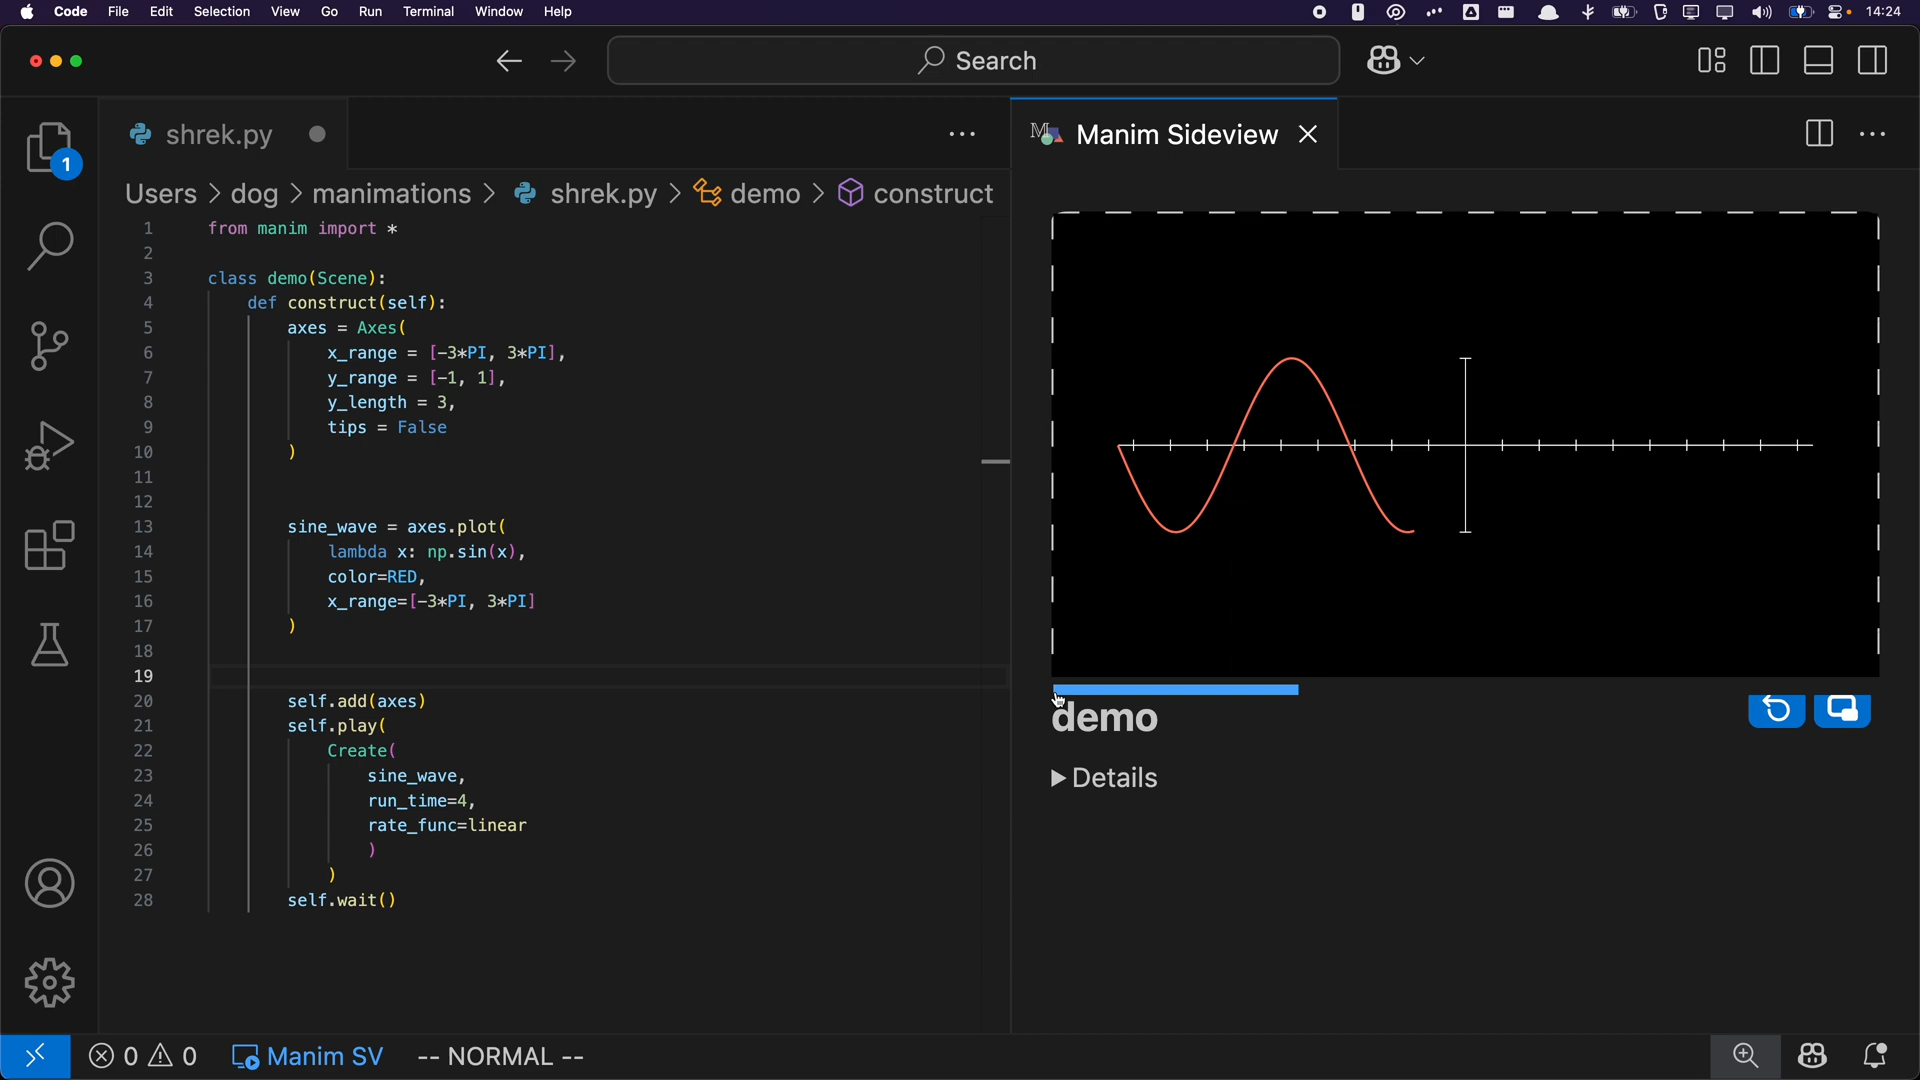 Code File Edit Selection View Go Run Terminal Window Help 14:24
Search
shrek.py
Manim Sideview
Users > dog > manimations > shrek.py > demo > construct
1 from manim import *
2
3 class demo(Scene):
4 def construct(self):
5 axes = Axes(
6 x_range = [-3*PI, 3*PI],
7 y_range = [-1, 1],
8 y_length = 3,
9 tips = False
10 )
11
12
13 sine_wave = axes.plot(
14 lambda x: np.sin(x),
15 color=RED,
16 x_range=[-3*PI, 3*PI]
17 )
18
19
20 self.add(axes)
21 self.play(
22 Create(
23 sine_wave,
24 run_time=4,
25 rate_func=linear
26 )
27 )
28 self.wait()
1
demo
Details
0 0 Manim SV -- NORMAL --